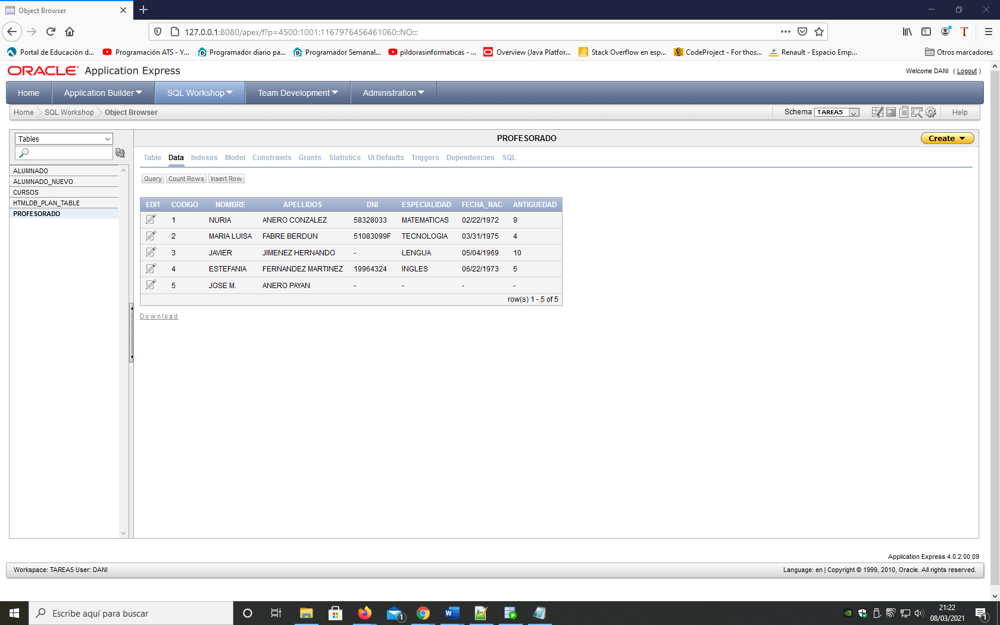 Object Browser
127.0.0.1:8080/apex/f?p=4500:1001:1167976456461060::NO:::
Portal de Educación d... Programación ATS - Y... Programador diario pa... Programador Semanal... pildorasinformaticas - ... Overview (Java Platfor... Stack Overflow en esp... CodeProject - For thos... Renault - Espacio Emp... Otros marcadores
ORACLE Application Express
Welcome DANI ( Logout )
Home Application Builder SQL Workshop Team Development Administration
Home SQL Workshop Object Browser
Schema TAREA5 Help
Tables
PROFESORADO
Create
Table Data Indexes Model Constraints Grants Statistics UI Defaults Triggers Dependencies SQL
ALUMNADO
ALUMNADO_NUEVO
CURSOS
HTMLDB_PLAN_TABLE
PROFESORADO
Query Count Rows Insert Row
EDIT CODIGO NOMBRE APELLIDOS DNI ESPECIALIDAD FECHA_NAC ANTIGUEDAD
1 NURIA ANERO CONZALEZ 58328033 MATEMATICAS 02/22/1972 9
2 MARIA LUISA FABRE BERDUN 51083099F TECNOLOGIA 03/31/1975 4
3 JAVIER JIMENEZ HERNANDO - LENGUA 05/04/1969 10
4 ESTEFANIA FERNANDEZ MARTINEZ 19964324 INGLES 06/22/1973 5
5 JOSE M. ANERO PAYAN - - - -
row(s) 1 - 5 of 5
Download
Application Express 4.0.2.00.09
Workspace: TAREA5 User: DANI
Language: en | Copyright © 1999, 2010, Oracle. All rights reserved.
Escribe aquí para buscar
21:22
08/03/2021